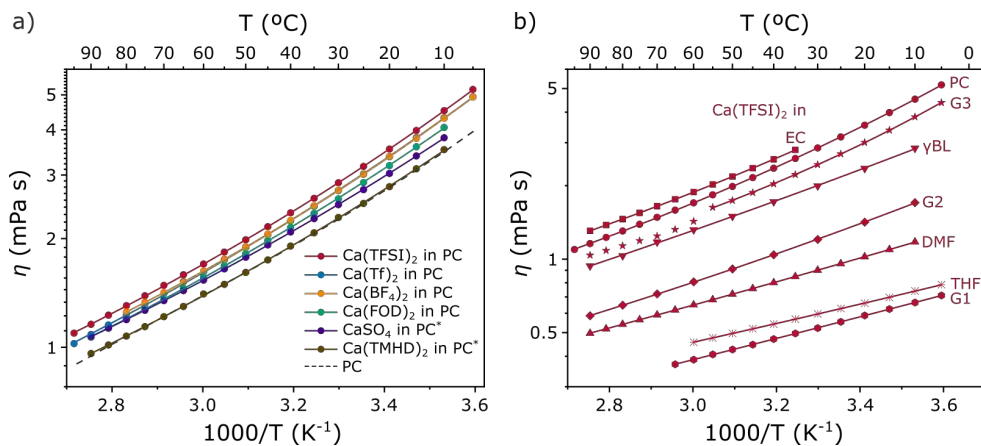 a)
T (ºC)
90 80 70 60 50 40 30 20 10
5
4
3
2
1
η (mPa s)
Ca(TFSI)2 in PC
Ca(Tf)2 in PC
Ca(BF4)2 in PC
Ca(FOD)2 in PC
CaSO4 in PC*
Ca(TMHD)2 in PC*
PC
2.8 3.0 3.2 3.4 3.6
1000/T (K-1)
b)
T (ºC)
90 80 70 60 50 40 30 20 10 0
5
1
0.5
η (mPa s)
Ca(TFSI)2 in
EC
PC
G3
γBL
G2
DMF
THF
G1
2.8 3.0 3.2 3.4 3.6
1000/T (K-1)